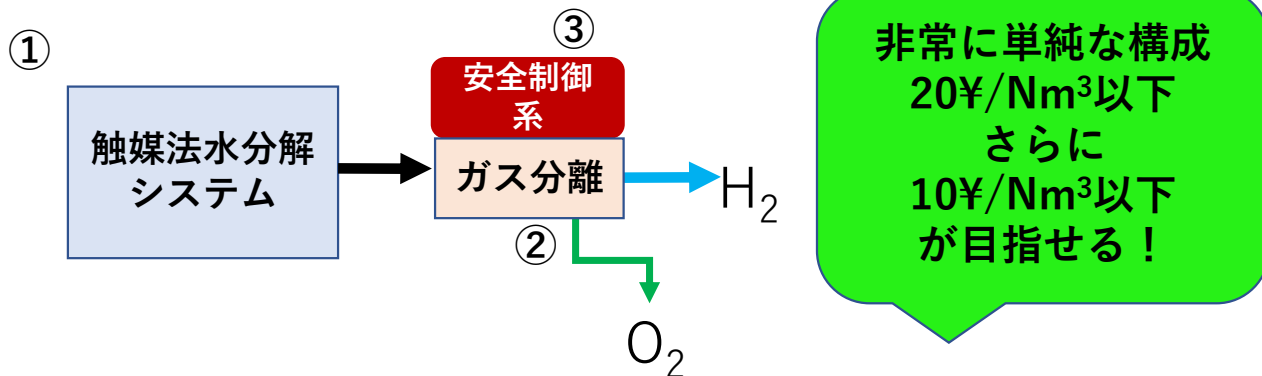 ①
触媒法水分解
システム
③
安全制御
系
ガス分離
②
H₂
O₂
非常に単純な構成
20¥/Nm³以下
さらに
10¥/Nm³以下
が目指せる！